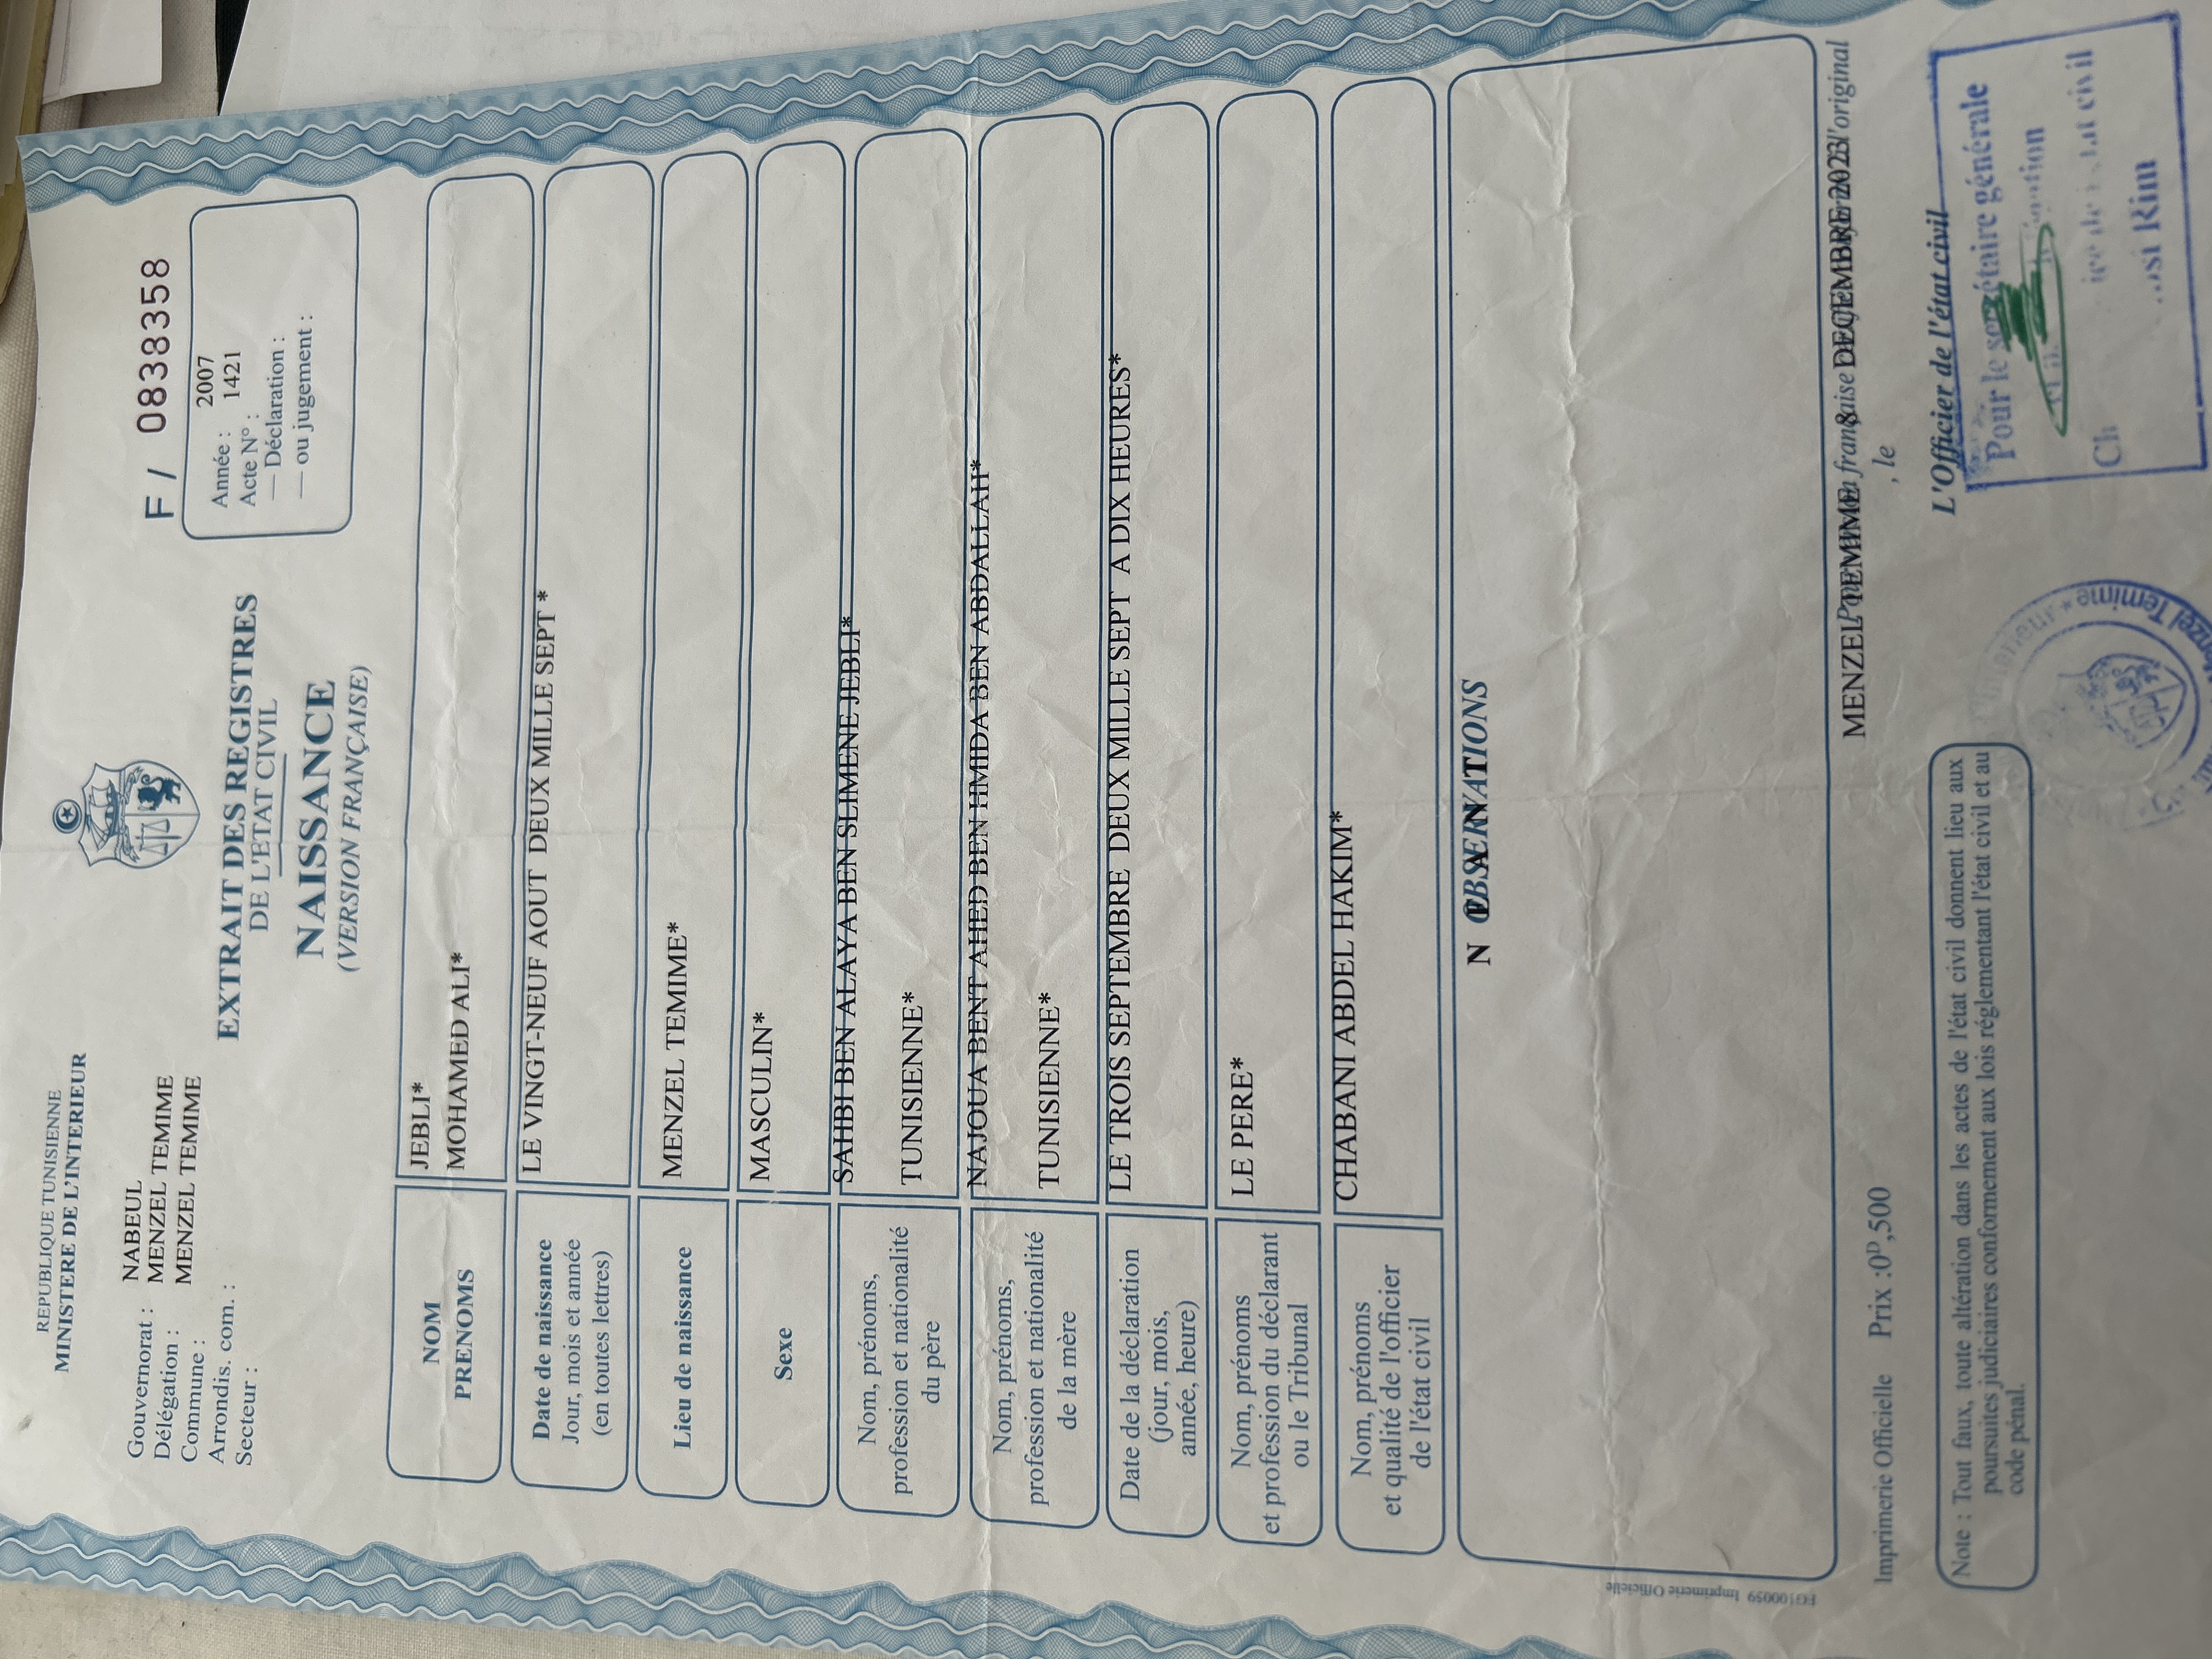 REPUBLIQUE TUNISIENNE
MINISTERE DE L'INTERIEUR
Gouvernorat : NABEUL
Délégation : MENZEL TEMIME
Commune : MENZEL TEMIME
Arrondis. com. :
Secteur :
F / 0838358
Année : 2007
Acte N° : 1421
— Déclaration :
— ou jugement :
EXTRAIT DES REGISTRES
DE L'ETAT CIVIL
NAISSANCE
(VERSION FRANÇAISE)
NOM JEBLI*
PRENOMS MOHAMED ALI*
Date de naissance
Jour, mois et année
(en toutes lettres)
LE VINGT-NEUF AOUT DEUX MILLE SEPT *
Lieu de naissance MENZEL TEMIME*
Sexe MASCULIN*
Nom, prénoms,
profession et nationalité
du père
SAHBI BEN ALAYA BEN SLIMENE JEBLI*
TUNISIENNE*
Nom, prénoms,
profession et nationalité
de la mère
NAJOUA BENT AHED BEN HMIDA BEN ABDALLAH*
TUNISIENNE*
Date de la déclaration
(jour, mois,
année, heure)
LE TROIS SEPTEMBRE DEUX MILLE SEPT A DIX HEURES*
Nom, prénoms
et profession du déclarant
ou le Tribunal
LE PERE*
Nom, prénoms
et qualité de l'officier
de l'état civil
CHABANI ABDEL HAKIM*
OBSERVATIONS
FG100059 Imprimerie Officielle
MENZEL TEMIME 8 DECEMBRE 2023
française l'original
, le
Imprimerie Officielle Prix :0ᴰ,500
L'Officier de l'état civil
Pour le secrétaire générale
Ch
civil
Rim
Menzel Temime
Note : Tout faux, toute altération dans les actes de l'état civil donnent lieu aux
poursuites judiciaires conformement aux lois réglementant l'état civil et au
code pénal.